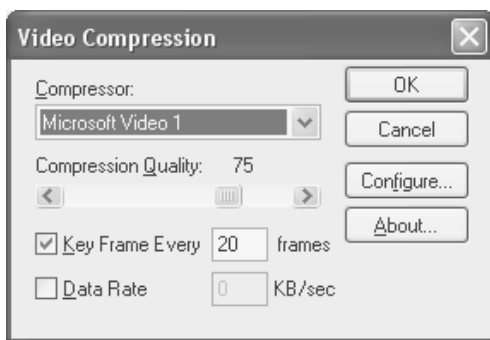 Video Compression
Compressor:
Microsoft Video 1
Compression Quality: 75
Key Frame Every 20 frames
Data Rate 0 KB/sec
OK
Cancel
Configure...
About...